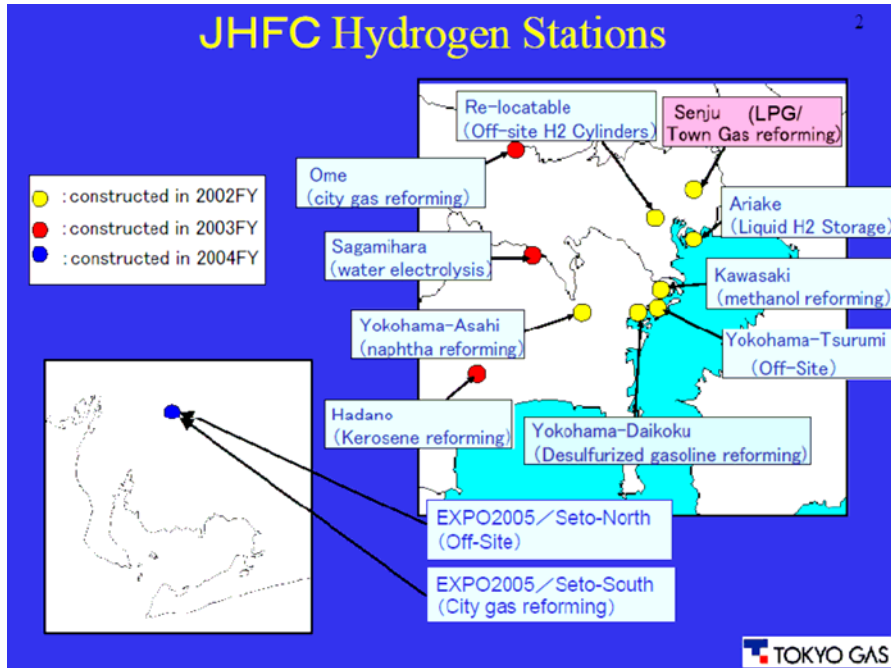 JHFC Hydrogen Stations
2
Re-locatable
(Off-site H2 Cylinders)
Senju (LPG/
Town Gas reforming)
Ome
(city gas reforming)
: constructed in 2002FY
: constructed in 2003FY
: constructed in 2004FY
Ariake
(Liquid H2 Storage)
Sagamihara
(water electrolysis)
Kawasaki
(methanol reforming)
Yokohama-Asahi
(naphtha reforming)
Yokohama-Tsurumi
(Off-Site)
Hadano
(Kerosene reforming)
Yokohama-Daikoku
(Desulfurized gasoline reforming)
EXPO2005/Seto-North
(Off-Site)
EXPO2005/Seto-South
(City gas reforming)
TOKYO GAS